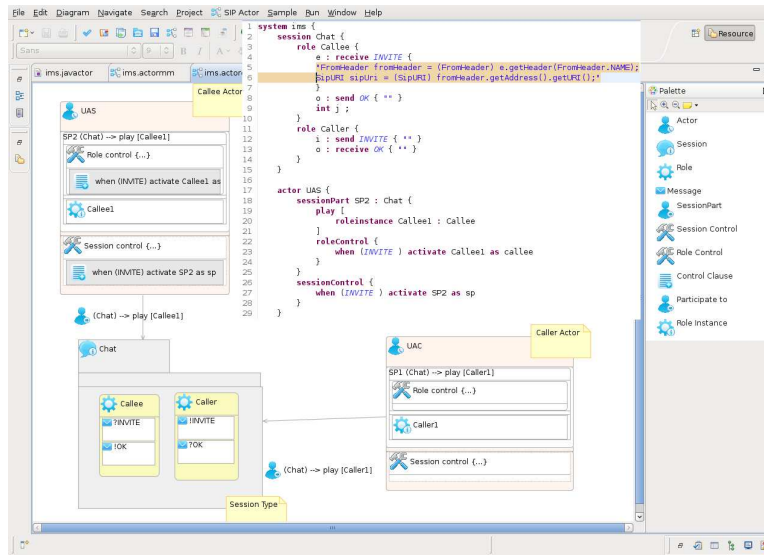 File Edit Diagram Navigate Search Project SIP Actor Sample Run Window Help
Resource
Sans 9 B I A
ims.javactor ims.actornmm ims.actor
1 system ims {
2 session Chat {
3 role Callee {
4 e : receive INVITE {
5 "FromHeader fromHeader = (FromHeader) e.getHeader(FromHeader.NAME);
6 SipURI sipUri = (SipURI) fromHeader.getAddress().getURI();"
7 }
8 o : send OK { "" }
9 int j ;
10 }
11 role Caller {
12 i : send INVITE { "" }
13 o : receive OK { "" }
14 }
15 }
16
17 actor UAS {
18 sessionPart SP2 : Chat {
19 play [
20 roleinstance Callee1 : Callee
21 ]
22 roleControl {
23 when (INVITE ) activate Callee1 as callee
24 }
25 }
26 sessionControl {
27 when (INVITE ) activate SP2 as sp
28 }
29 }
Callee Actor
UAS
SP2 (Chat) --> play [Callee1]
Role control {...}
when (INVITE) activate Callee1 as
Callee1
Session control {...}
when (INVITE) activate SP2 as sp
(Chat) --> play [Callee1]
Chat
Callee
?INVITE
!OK
Caller
!INVITE
?OK
Session Type
(Chat) --> play [Caller1]
Caller Actor
UAC
SP1 (Chat) --> play [Caller1]
Role control {...}
Caller1
Session control {...}
Palette
Actor
Session
Role
Message
SessionPart
Session Control
Role Control
Control Clause
Participate to
Role Instance